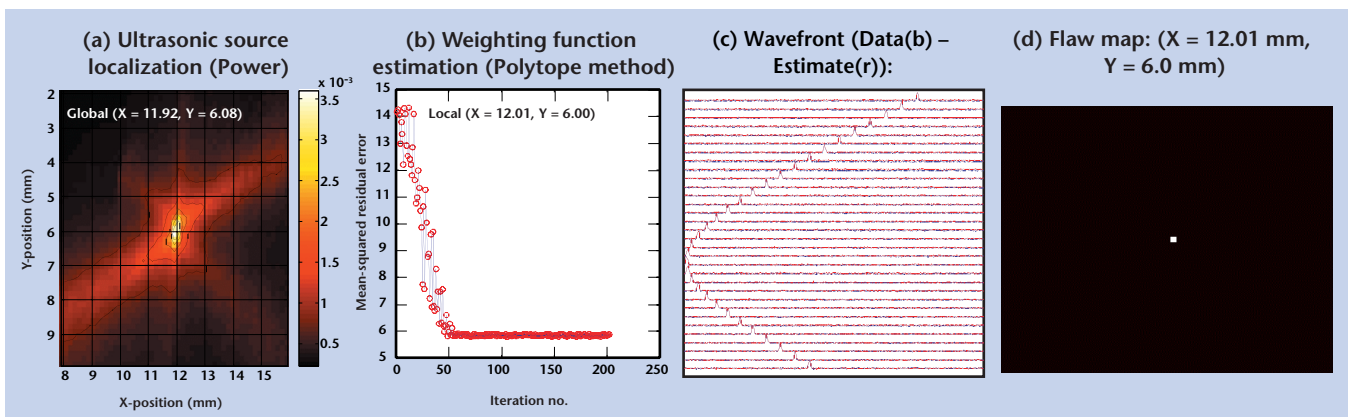 (a) Ultrasonic source
localization (Power)
x 10⁻³
2
3
4
5
6
7
8
9
Y-position (mm)
Global (X = 11.92, Y = 6.08)
3.5
3
2.5
2
1.5
1
0.5
8 9 10 11 12 13 14 15
X-position (mm)
(b) Weighting function
estimation (Polytope method)
15
14
13
12
11
10
9
8
7
6
5
Mean-squared residual error
Local (X = 12.01, Y = 6.00)
0 50 100 150 200 250
Iteration no.
(c) Wavefront (Data(b) –
Estimate(r)):
(d) Flaw map: (X = 12.01 mm,
Y = 6.0 mm)